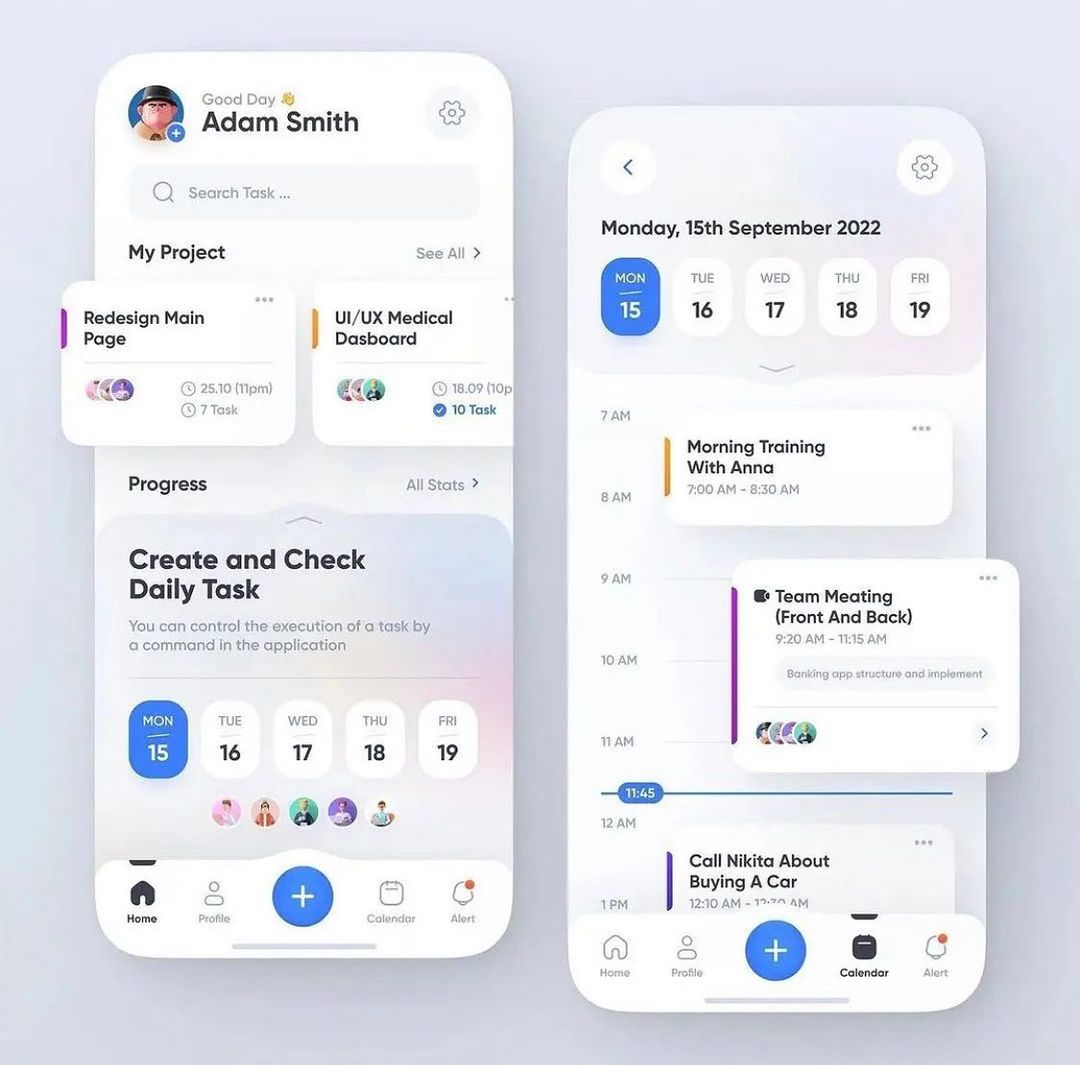 Good Day 👋
Adam Smith
Search Task ...
My Project
See All
Redesign Main
Page
25.10 (11pm)
7 Task
UI/UX Medical
Dasboard
18.09 (10p
10 Task
Progress
All Stats
Create and Check
Daily Task
You can control the execution of a task by
a command in the application
MON TUE WED THU FRI
15 16 17 18 19
Home Profile Calendar Alert
Monday, 15th September 2022
MON TUE WED THU FRI
15 16 17 18 19
7 AM
Morning Training
With Anna
7:00 AM - 8:30 AM
8 AM
9 AM
Team Meating
(Front And Back)
9:20 AM - 11:15 AM
10 AM
Banking app structure and implement
11 AM
11:45
12 AM
Call Nikita About
Buying A Car
1 PM
12:10 AM -
AM
Home Profile Calendar Alert